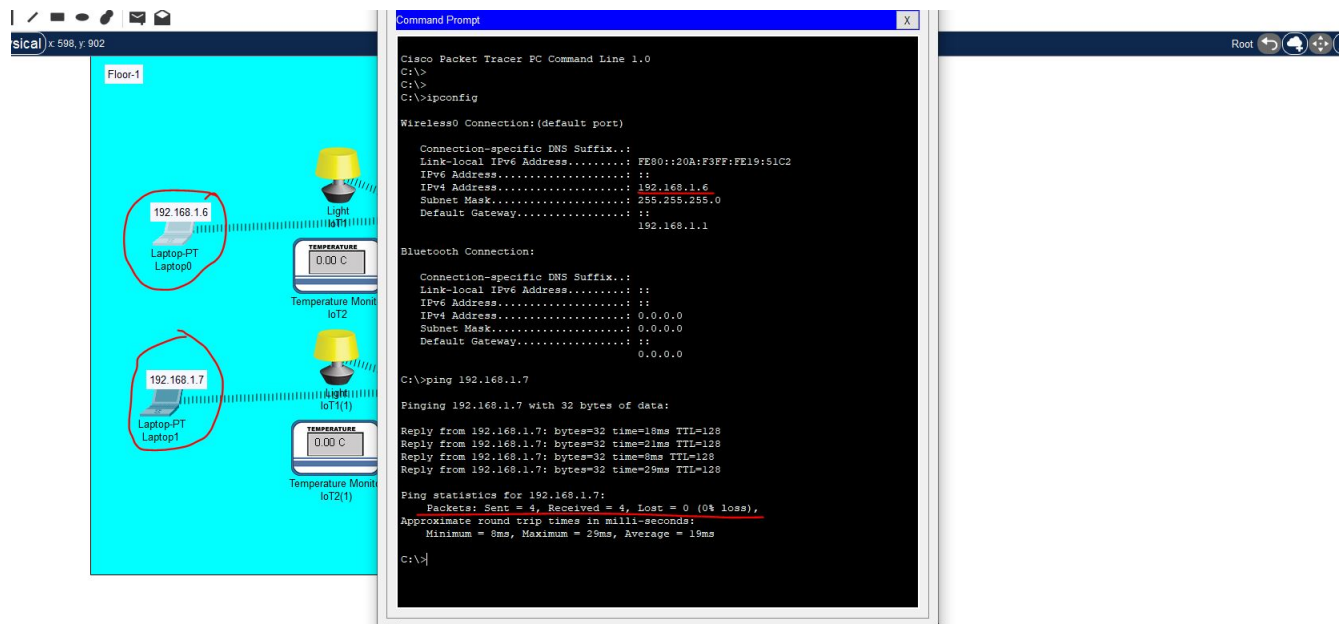 sical) x: 598, y: 902
Root
Floor-1
192.168.1.6
Laptop-PT
Laptop0
Light
IoT1
TEMPERATURE
0.00 C
Temperature Monit
IoT2
192.168.1.7
Laptop-PT
Laptop1
Light
IoT1(1)
TEMPERATURE
0.00 C
Temperature Monit
IoT2(1)
Command Prompt
X
Cisco Packet Tracer PC Command Line 1.0
C:\>
C:\>
C:\>ipconfig
Wireless0 Connection:(default port)
Connection-specific DNS Suffix..:
Link-local IPv6 Address.........: FE80::20A:F3FF:FE19:51C2
IPv6 Address....................: ::
IPv4 Address....................: 192.168.1.6
Subnet Mask.....................: 255.255.255.0
Default Gateway.................: ::
192.168.1.1
Bluetooth Connection:
Connection-specific DNS Suffix..:
Link-local IPv6 Address.........: ::
IPv6 Address....................: ::
IPv4 Address....................: 0.0.0.0
Subnet Mask.....................: 0.0.0.0
Default Gateway.................: ::
0.0.0.0
C:\>ping 192.168.1.7
Pinging 192.168.1.7 with 32 bytes of data:
Reply from 192.168.1.7: bytes=32 time=18ms TTL=128
Reply from 192.168.1.7: bytes=32 time=21ms TTL=128
Reply from 192.168.1.7: bytes=32 time=8ms TTL=128
Reply from 192.168.1.7: bytes=32 time=29ms TTL=128
Ping statistics for 192.168.1.7:
Packets: Sent = 4, Received = 4, Lost = 0 (0% loss),
Approximate round trip times in milli-seconds:
Minimum = 8ms, Maximum = 29ms, Average = 19ms
C:\>